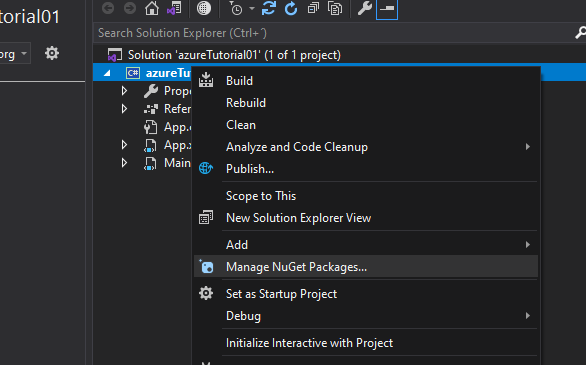 torial01
org
Search Solution Explorer (Ctrl+¨)
Solution 'azureTutorial01' (1 of 1 project)
C# azureTu
Prope
Refer
App.
App.x
Main
Build
Rebuild
Clean
Analyze and Code Cleanup
Publish...
Scope to This
New Solution Explorer View
Add
Manage NuGet Packages...
Set as Startup Project
Debug
Initialize Interactive with Project